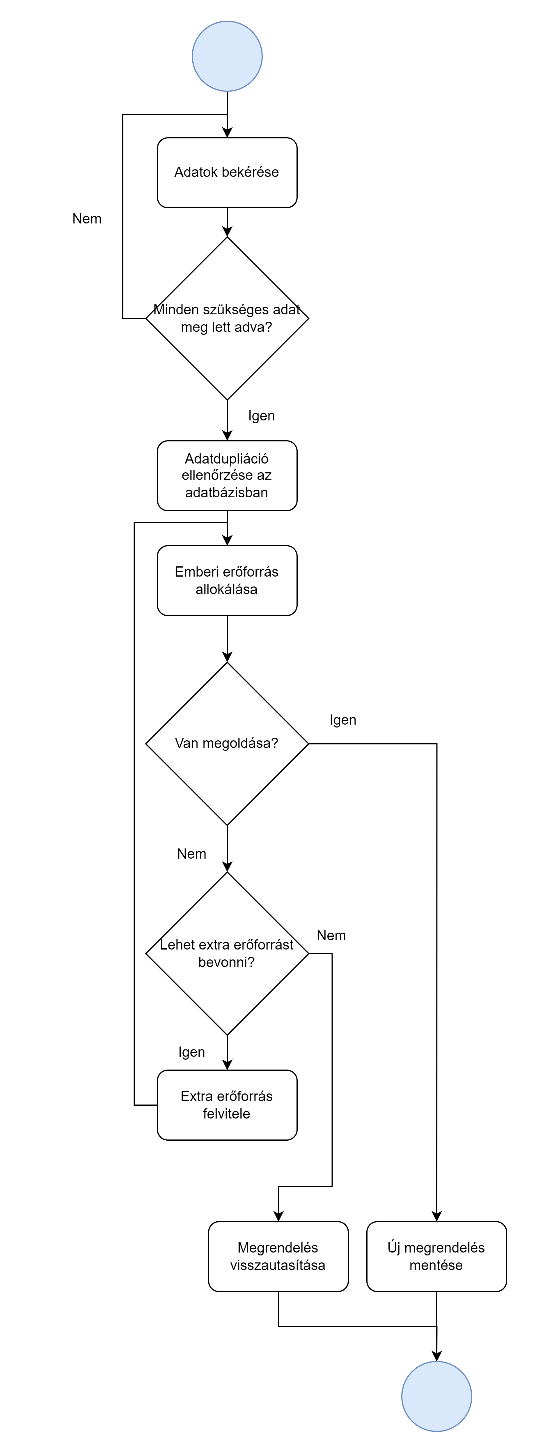 Adatok bekérése
Nem
Minden szükséges adat
meg lett adva?
Igen
Adatdupliáció
ellenőrzése az
adatbázisban
Emberi erőforrás
allokálása
Igen
Van megoldása?
Nem
Nem
Lehet extra erőforrást
bevonni?
Igen
Extra erőforrás
felvitele
Megrendelés
visszautasítása
Új megrendelés
mentése